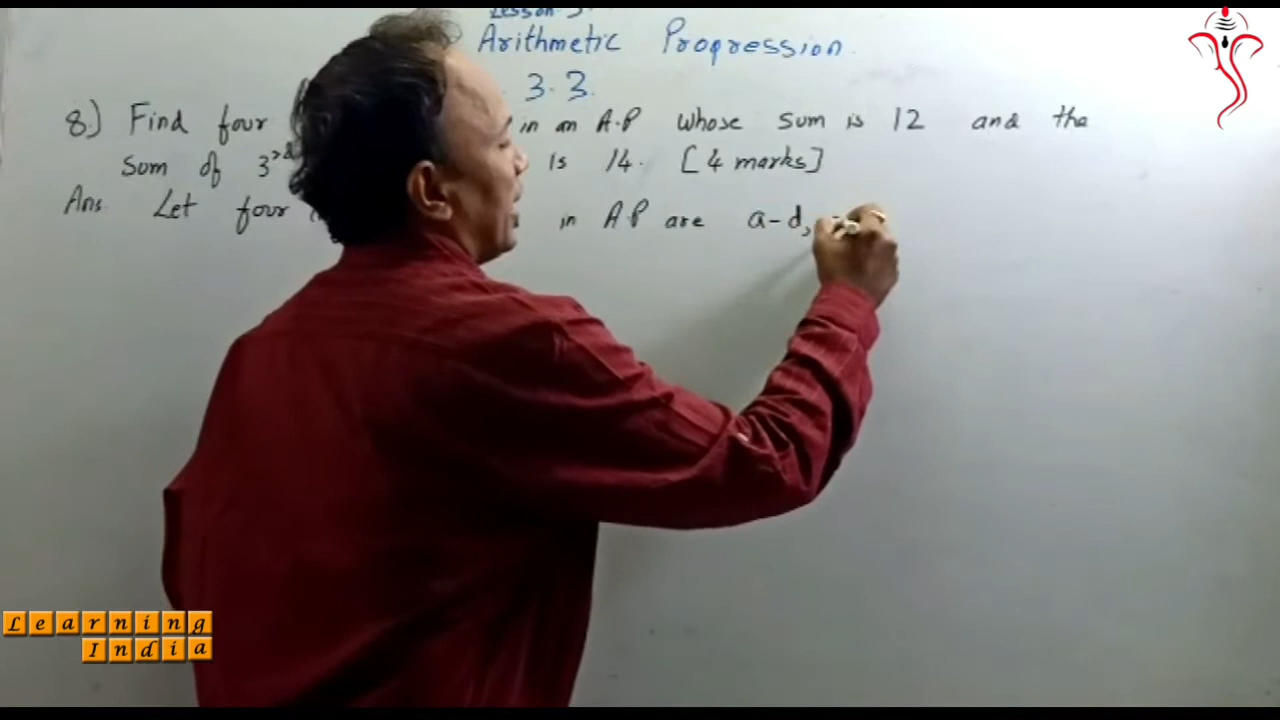 Arithmetic Progression
3.3.
8.) Find four in an A.P whose sum is 12 and the
Sum of 3rd is 14. [4 marks]
Ans. Let four in A.P are a-d,
Learning
India